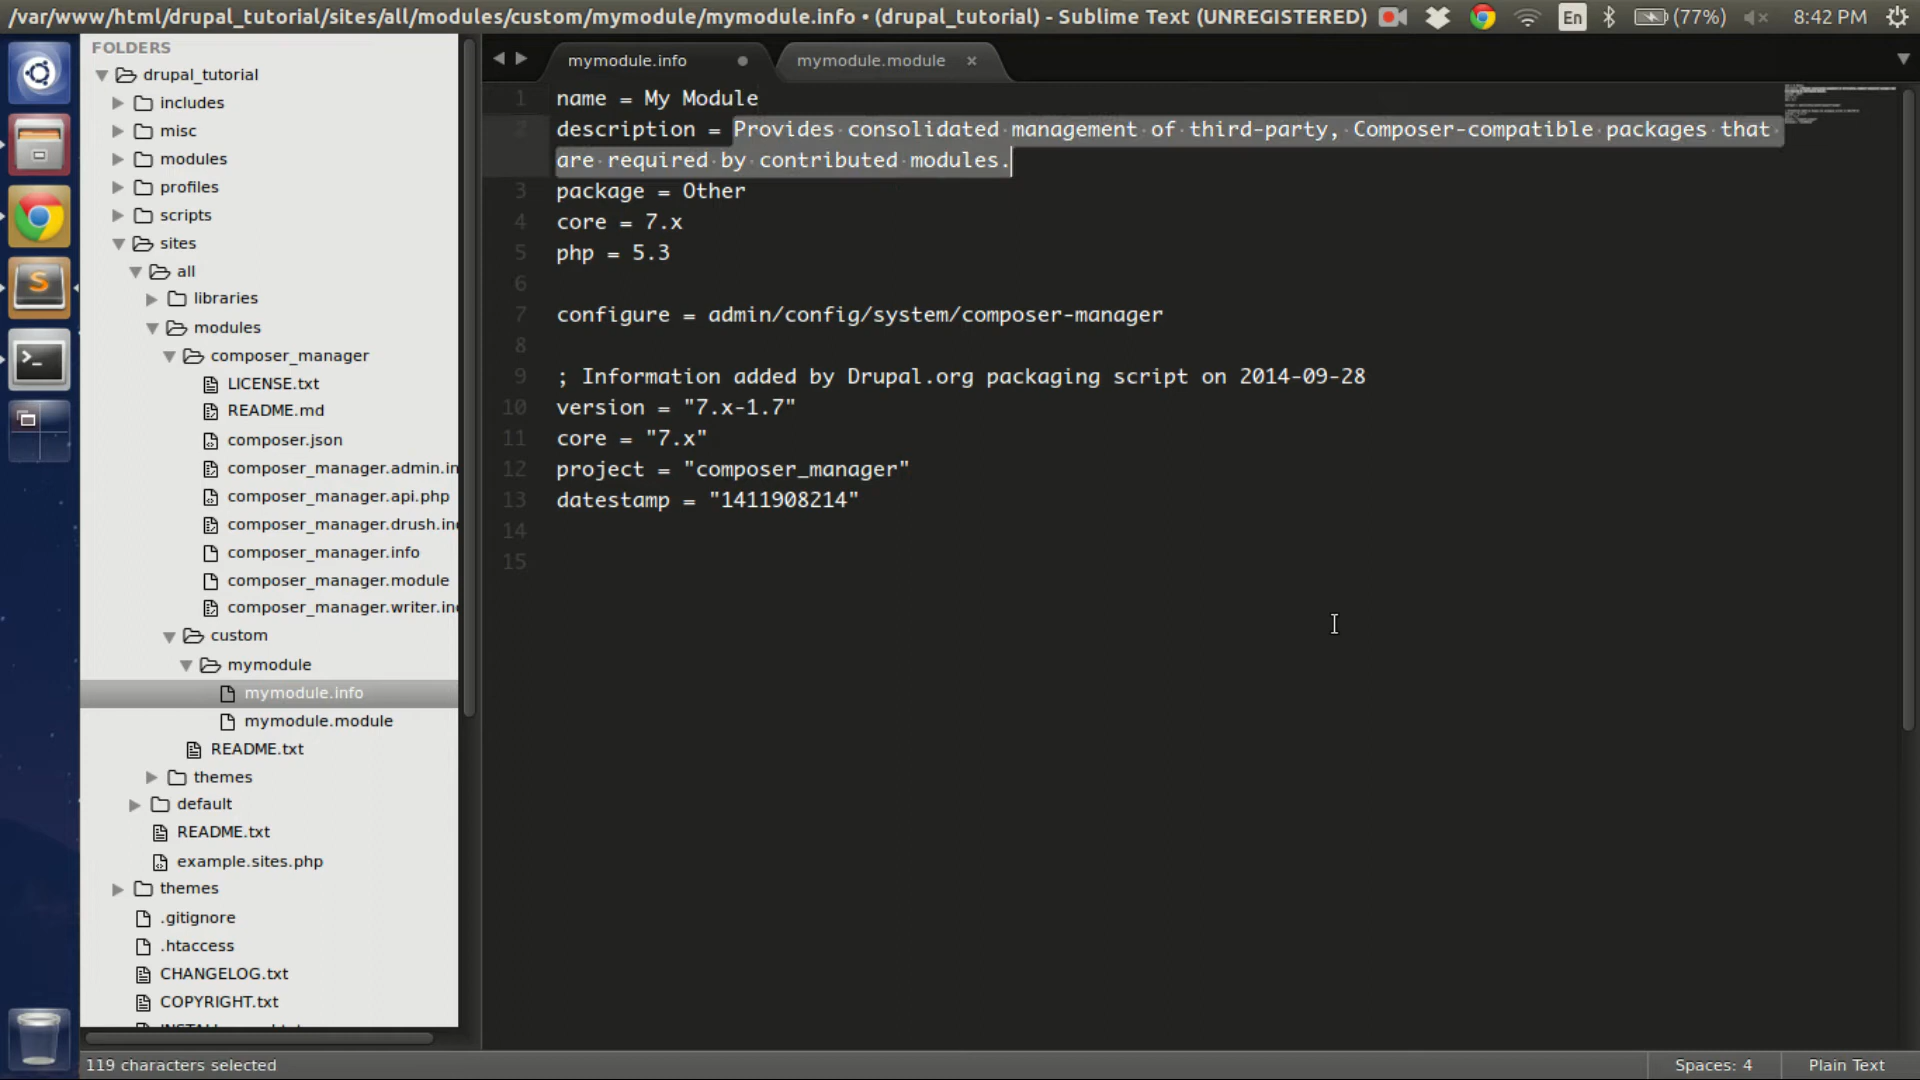 /var/www/html/drupal_tutorial/sites/all/modules/custom/mymodule/mymodule.info • (drupal_tutorial) - Sublime Text (UNREGISTERED)
En
(77%)
8:42 PM
FOLDERS
drupal_tutorial
includes
misc
modules
profiles
scripts
sites
all
libraries
modules
composer_manager
LICENSE.txt
README.md
composer.json
composer_manager.admin.in
composer_manager.api.php
composer_manager.drush.inc
composer_manager.info
composer_manager.module
composer_manager.writer.inc
custom
mymodule
mymodule.info
mymodule.module
README.txt
themes
default
README.txt
example.sites.php
themes
.gitignore
.htaccess
CHANGELOG.txt
COPYRIGHT.txt
mymodule.info
mymodule.module
1 name = My Module
2 description = Provides consolidated management of third-party, Composer-compatible packages that
are required by contributed modules.
3 package = Other
4 core = 7.x
5 php = 5.3
6
7 configure = admin/config/system/composer-manager
8
9 ; Information added by Drupal.org packaging script on 2014-09-28
10 version = "7.x-1.7"
11 core = "7.x"
12 project = "composer_manager"
13 datestamp = "1411908214"
14
15
119 characters selected
Spaces: 4
Plain Text